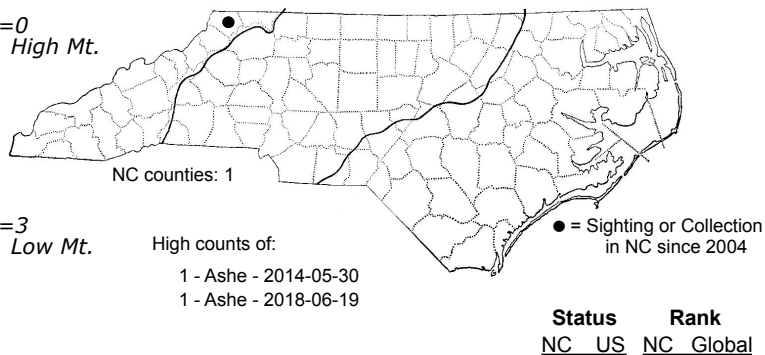 =0
High Mt.
NC counties: 1
=3
Low Mt.
High counts of:
1 - Ashe - 2014-05-30
1 - Ashe - 2018-06-19
● = Sighting or Collection
in NC since 2004
Status Rank
NC US NC Global